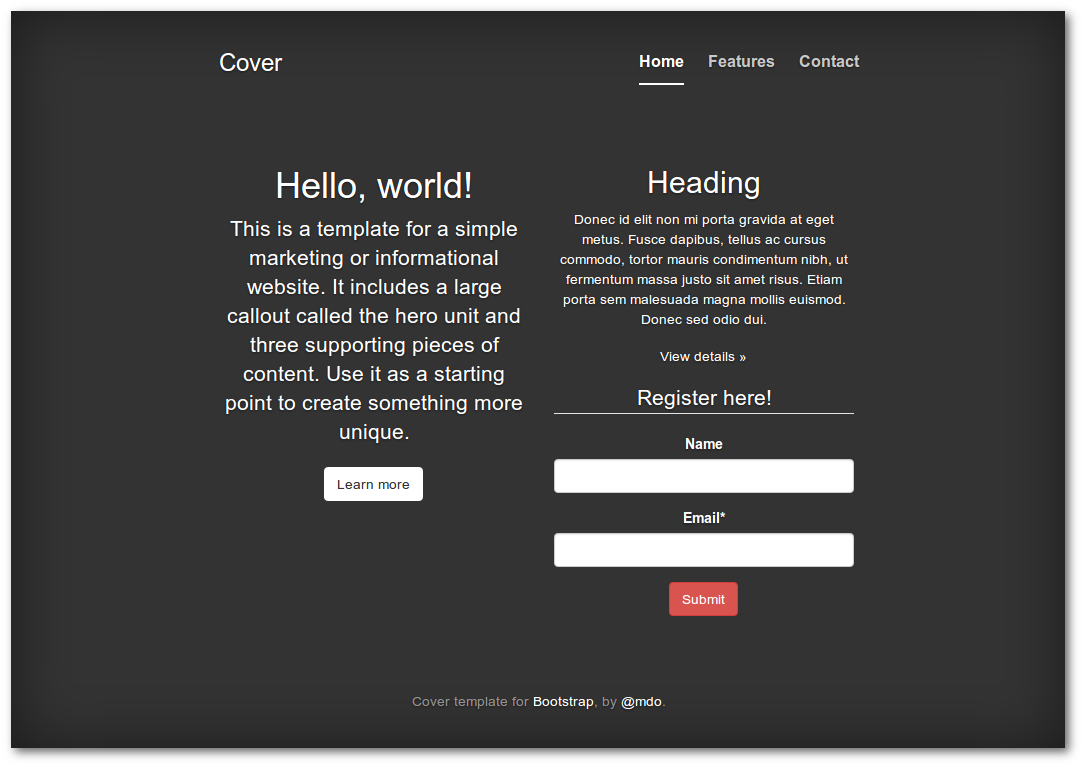 Cover
Home Features Contact
Hello, world!
This is a template for a simple
marketing or informational
website. It includes a large
callout called the hero unit and
three supporting pieces of
content. Use it as a starting
point to create something more
unique.
Learn more
Heading
Donec id elit non mi porta gravida at eget
metus. Fusce dapibus, tellus ac cursus
commodo, tortor mauris condimentum nibh, ut
fermentum massa justo sit amet risus. Etiam
porta sem malesuada magna mollis euismod.
Donec sed odio dui.
View details »
Register here!
Name
Email*
Submit
Cover template for Bootstrap, by @mdo.